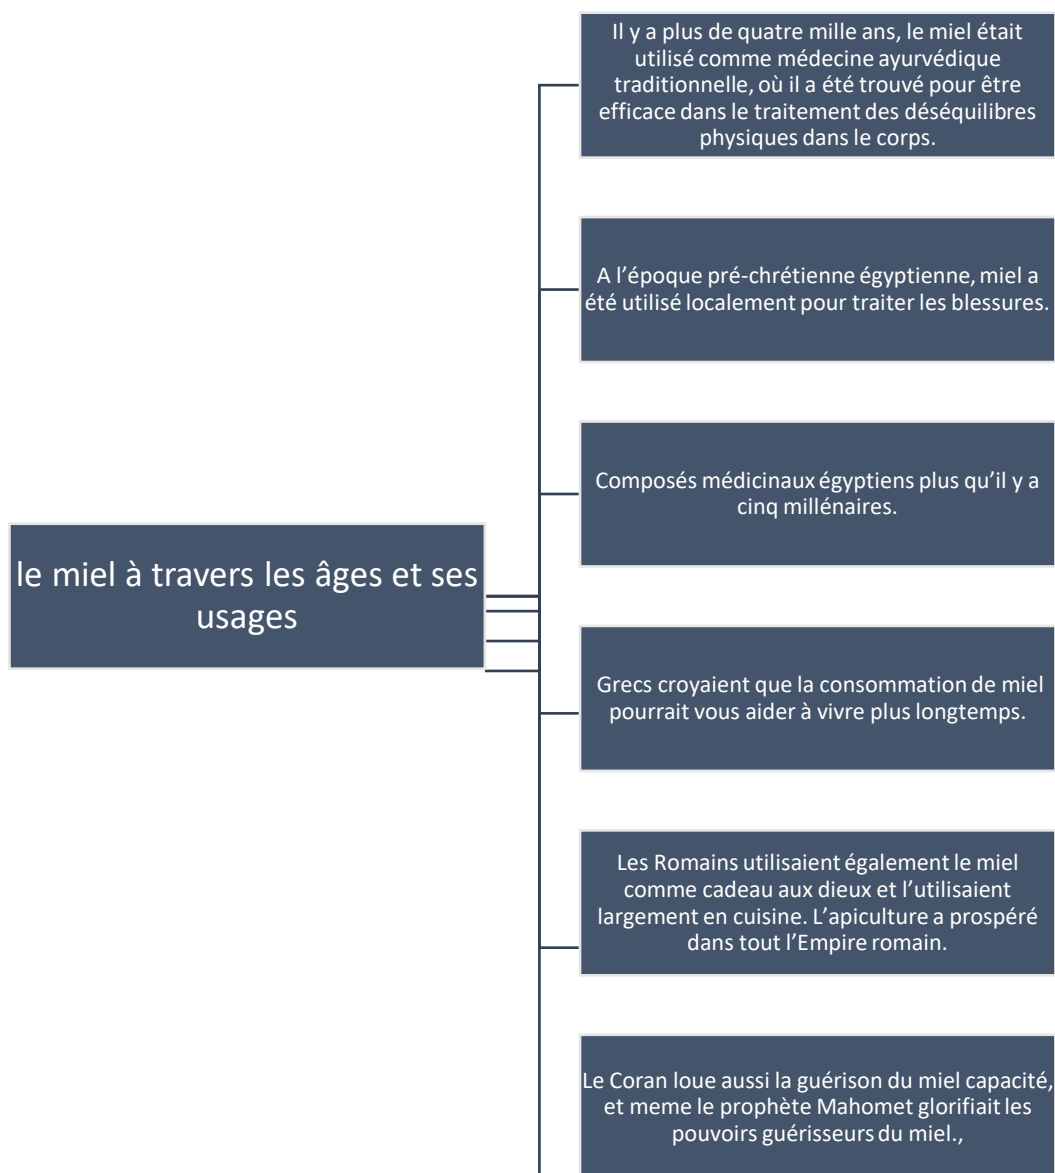 Il y a plus de quatre mille ans, le miel était
utilisé comme médecine ayurvédique
traditionnelle, où il a été trouvé pour être
efficace dans le traitement des déséquilibres
physiques dans le corps.
A l’époque pré-chrétienne égyptienne, miel a
été utilisé localement pour traiter les blessures.
Composés médicinaux égyptiens plus qu’il y a
cinq millénaires.
le miel à travers les âges et ses
usages
Grecs croyaient que la consommation de miel
pourrait vous aider à vivre plus longtemps.
Les Romains utilisaient également le miel
comme cadeau aux dieux et l’utilisaient
largement en cuisine. L’apiculture a prospéré
dans tout l’Empire romain.
Le Coran loue aussi la guérison du miel capacité,
et meme le prophète Mahomet glorifiait les
pouvoirs guérisseurs du miel.,